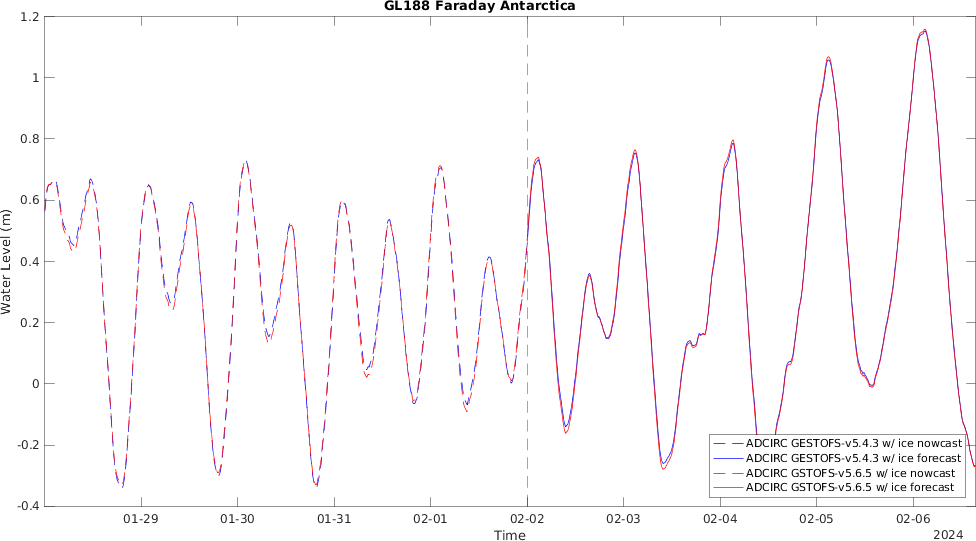 GL188 Faraday Antarctica
1.2
1
0.8
0.6
0.4
0.2
0
-0.2
-0.4
Water Level (m)
ADCIRC GESTOFS-v5.4.3 w/ ice nowcast
ADCIRC GSTOFS-v5.4.3 w/ ice forecast
ADCIRC GSTOFS-v5.6.5 w/ ice nowcast
ADCIRC GSTOFS-v5.6.5 w/ ice forecast
01-29
01-30
01-31
02-01
02-02
02-03
02-04
02-05
02-06
Time
2024